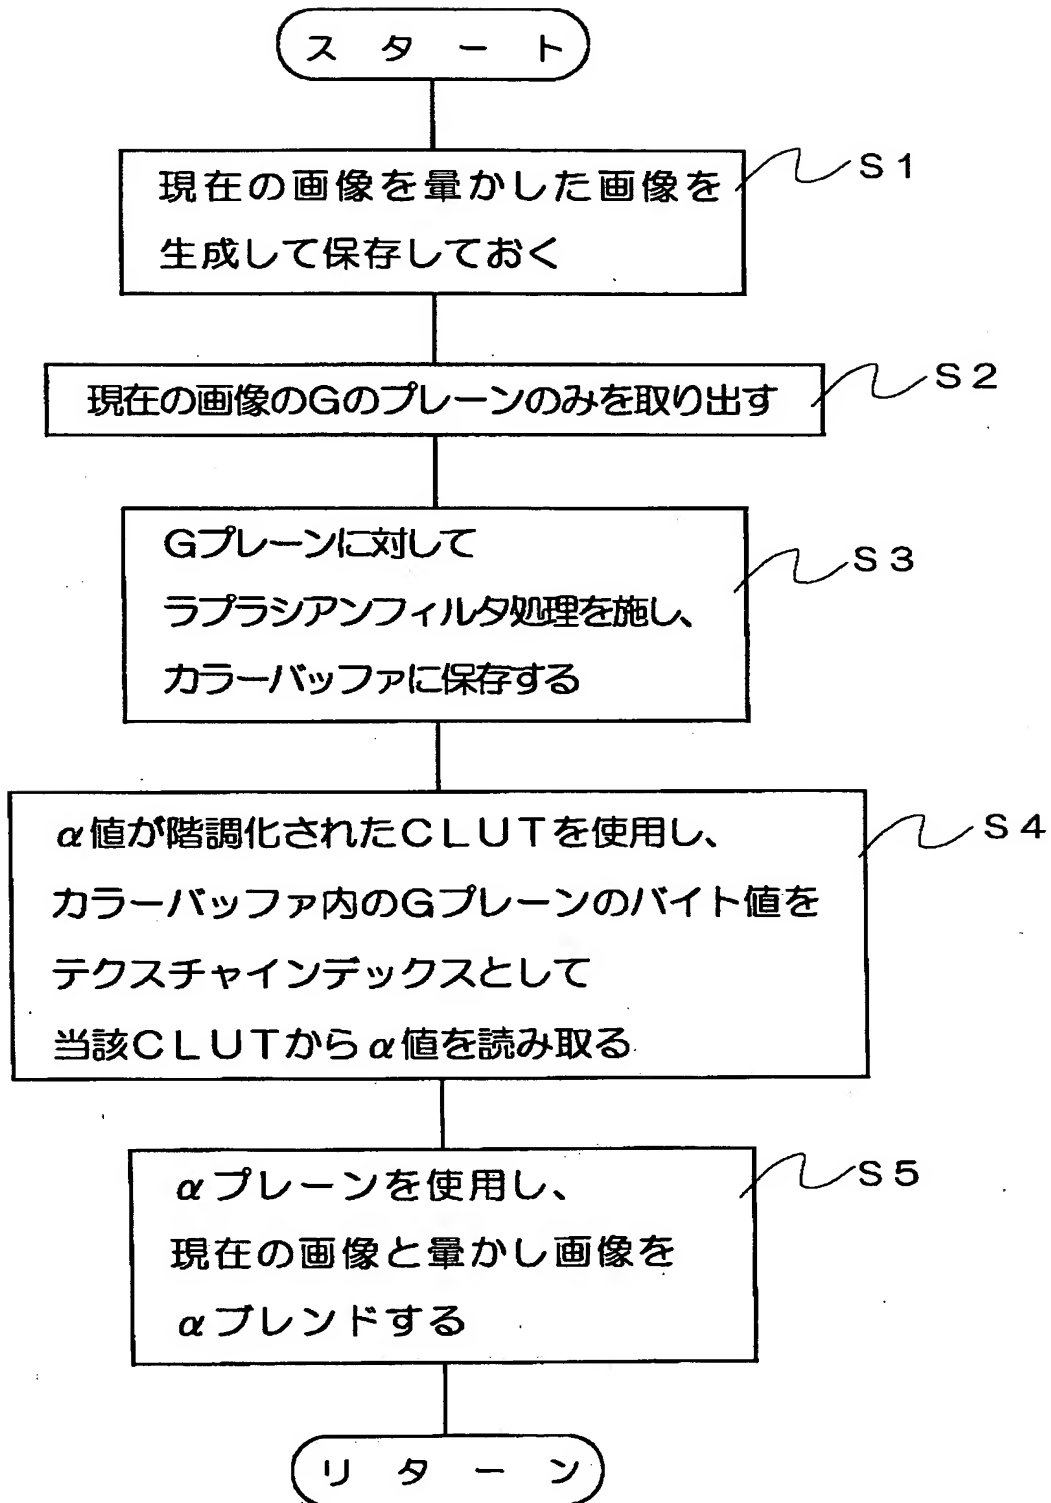 スタート
現在の画像を暈かした画像を
生成して保存しておく
S1
現在の画像のGのプレーンのみを取り出す
S2
Gプレーンに対して
ラプラシアンフィルタ処理を施し、
カラーバッファに保存する
S3
α値が階調化されたCLUTを使用し、
カラーバッファ内のGプレーンのバイト値を
テクスチャインデックスとして
当該CLUTからα値を読み取る
S4
αプレーンを使用し、
現在の画像と暈かし画像を
αブレンドする
S5
リターン